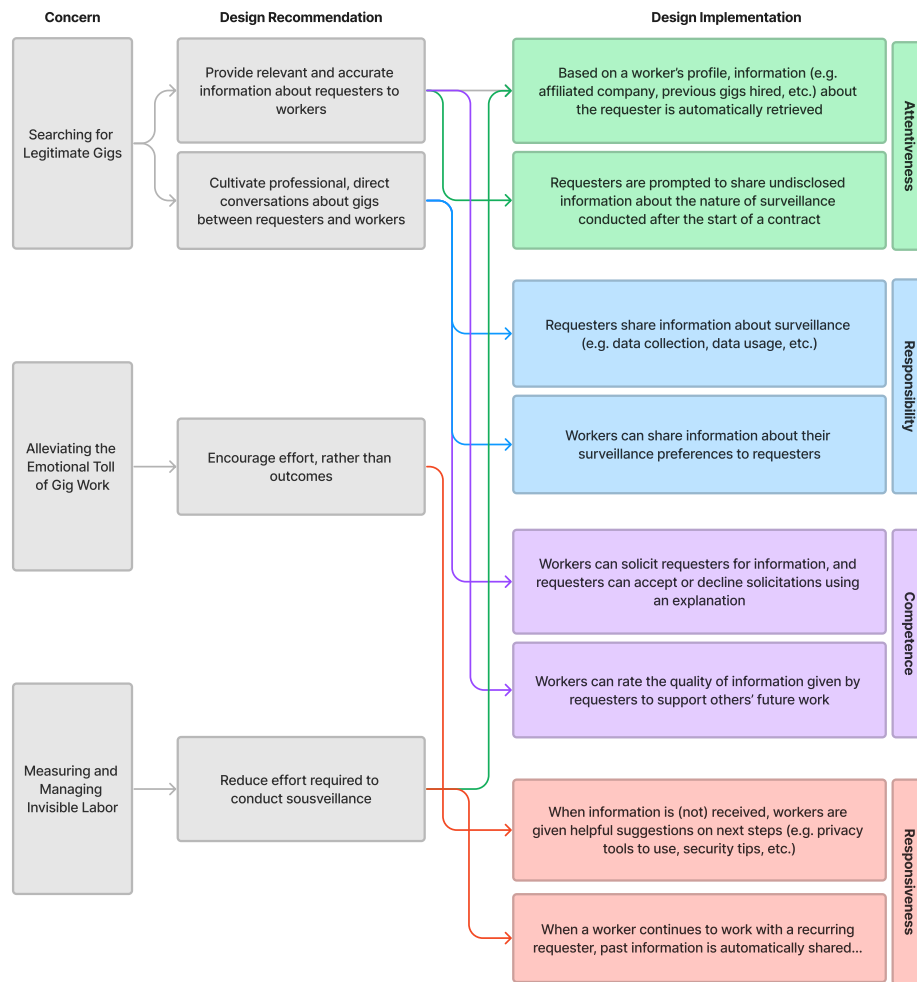 Concern
Design Recommendation
Design Implementation
Searching for
Legitimate Gigs
Provide relevant and accurate
information about requesters to
workers
Cultivate professional, direct
conversations about gigs
between requesters and workers
Based on a worker's profile, information (e.g.
affiliated company, previous gigs hired, etc.) about
the requester is automatically retrieved
Requesters are prompted to share undisclosed
information about the nature of surveillance
conducted after the start of a contract
Attentiveness
Requesters share information about surveillance
(e.g. data collection, data usage, etc.)
Workers can share information about their
surveillance preferences to requesters
Responsibility
Alleviating the
Emotional Toll
of Gig Work
Encourage effort, rather than
outcomes
Workers can solicit requesters for information, and
requesters can accept or decline solicitations using
an explanation
Workers can rate the quality of information given by
requesters to support others' future work
Competence
Measuring and
Managing
Invisible Labor
Reduce effort required to
conduct sousveillance
When information is (not) received, workers are
given helpful suggestions on next steps (e.g. privacy
tools to use, security tips, etc.)
When a worker continues to work with a recurring
requester, past information is automatically shared...
Responsiveness